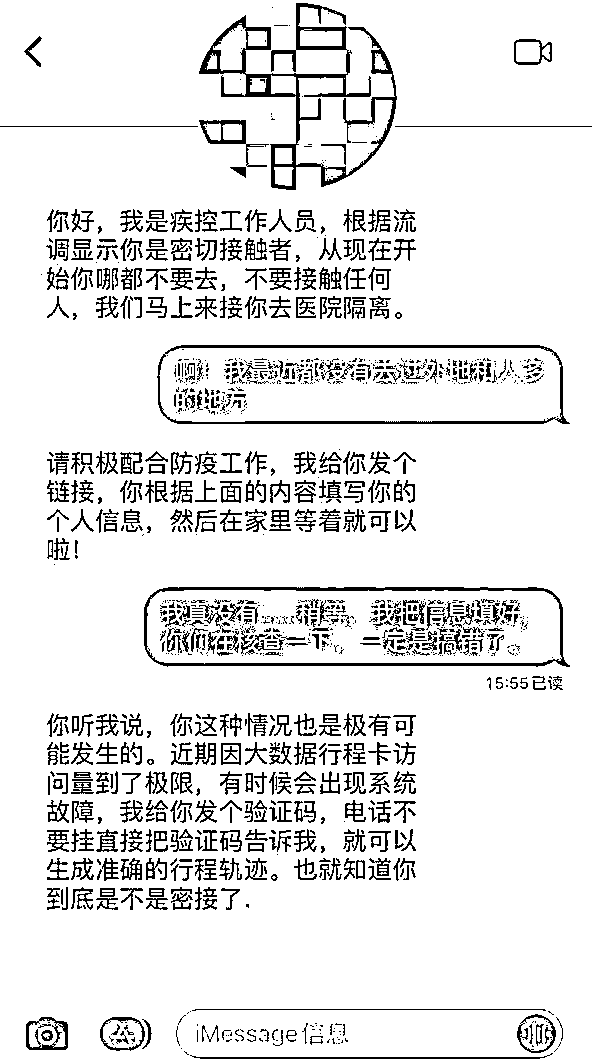 你好，我是疾控工作人员，根据流
调显示你是密切接触者，从现在开
始你哪都不要去，不要接触任何
人，我们马上来接你去医院隔离。
啊！我最近都没有去过外地和人多
的地方
请积极配合防疫工作，我给你发个
链接，你根据上面的内容填写你的
个人信息，然后在家里等着就可以
啦！
我真没有……稍等。我把信息填好，
你们在核查一下。一定是搞错了。
15:55已读
你听我说，你这种情况也是极有可
能发生的。近期因大数据行程卡访
问量到了极限，有时候会出现系统
故障，我给你发个验证码，电话不
要挂直接把验证码告诉我，就可以
生成准确的行程轨迹。也就知道你
到底是不是密接了.
iMessage信息